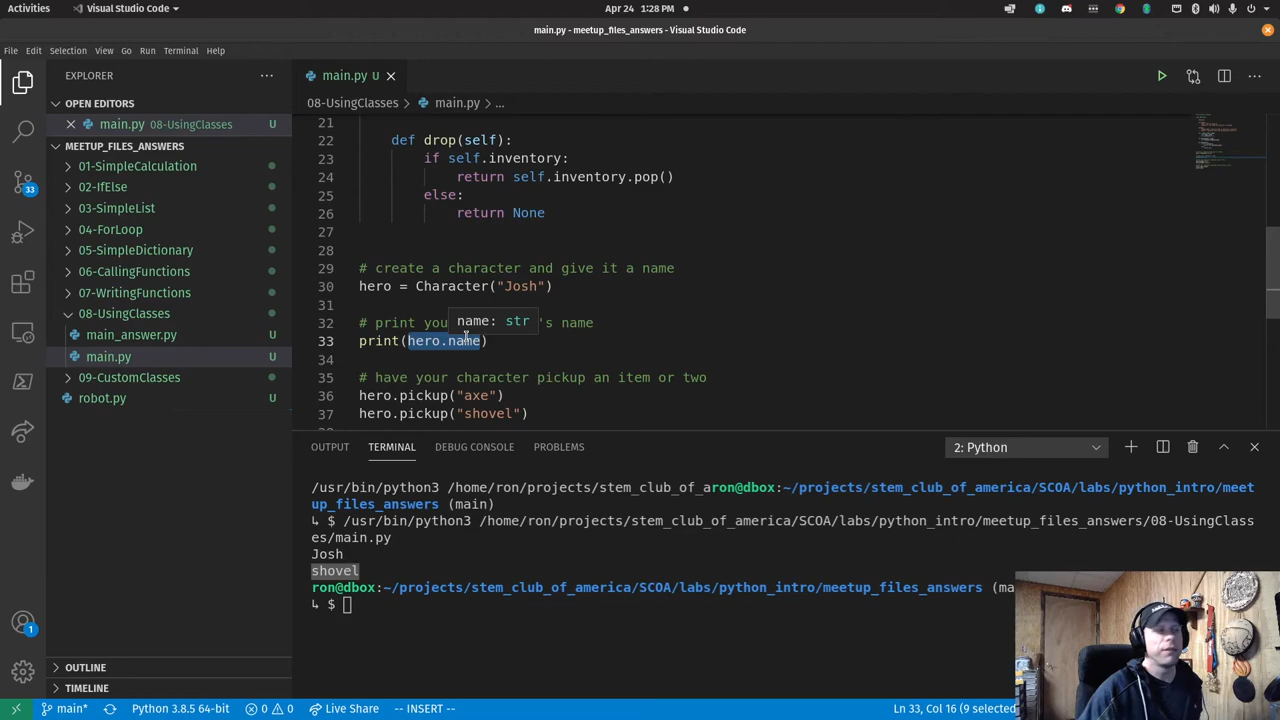 Activities
Visual Studio Code
Apr 24 1:28 PM
main.py - meetup_files_answers - Visual Studio Code
File Edit Selection View Go Run Terminal Help
EXPLORER
main.py U
OPEN EDITORS
08-UsingClasses > main.py > ...
main.py 08-UsingClasses U
MEETUP_FILES_ANSWERS
01-SimpleCalculation
02-IfElse
03-SimpleList
04-ForLoop
05-SimpleDictionary
06-CallingFunctions
07-WritingFunctions
08-UsingClasses
main_answer.py U
main.py U
09-CustomClasses
robot.py U
OUTLINE
TIMELINE
33
1
21
22 def drop(self):
23 if self.inventory:
24 return self.inventory.pop()
25 else:
26 return None
27
28
29 # create a character and give it a name
30 hero = Character("Josh")
31
name: str
32 # print you 's name
33 print(hero.name)
34
35 # have your character pickup an item or two
36 hero.pickup("axe")
37 hero.pickup("shovel")
OUTPUT TERMINAL DEBUG CONSOLE PROBLEMS
2: Python
/usr/bin/python3 /home/ron/projects/stem_club_of_aron@dbox:~/projects/stem_club_of_america/SCOA/labs/python_intro/meet
up_files_answers (main)
↳ $ /usr/bin/python3 /home/ron/projects/stem_club_of_america/SCOA/labs/python_intro/meetup_files_answers/08-UsingClass
es/main.py
Josh
shovel
ron@dbox:~/projects/stem_club_of_america/SCOA/labs/python_intro/meetup_files_answers (ma
↳ $
main* Python 3.8.5 64-bit 0 0 Live Share -- INSERT -- Ln 33, Col 16 (9 selected)